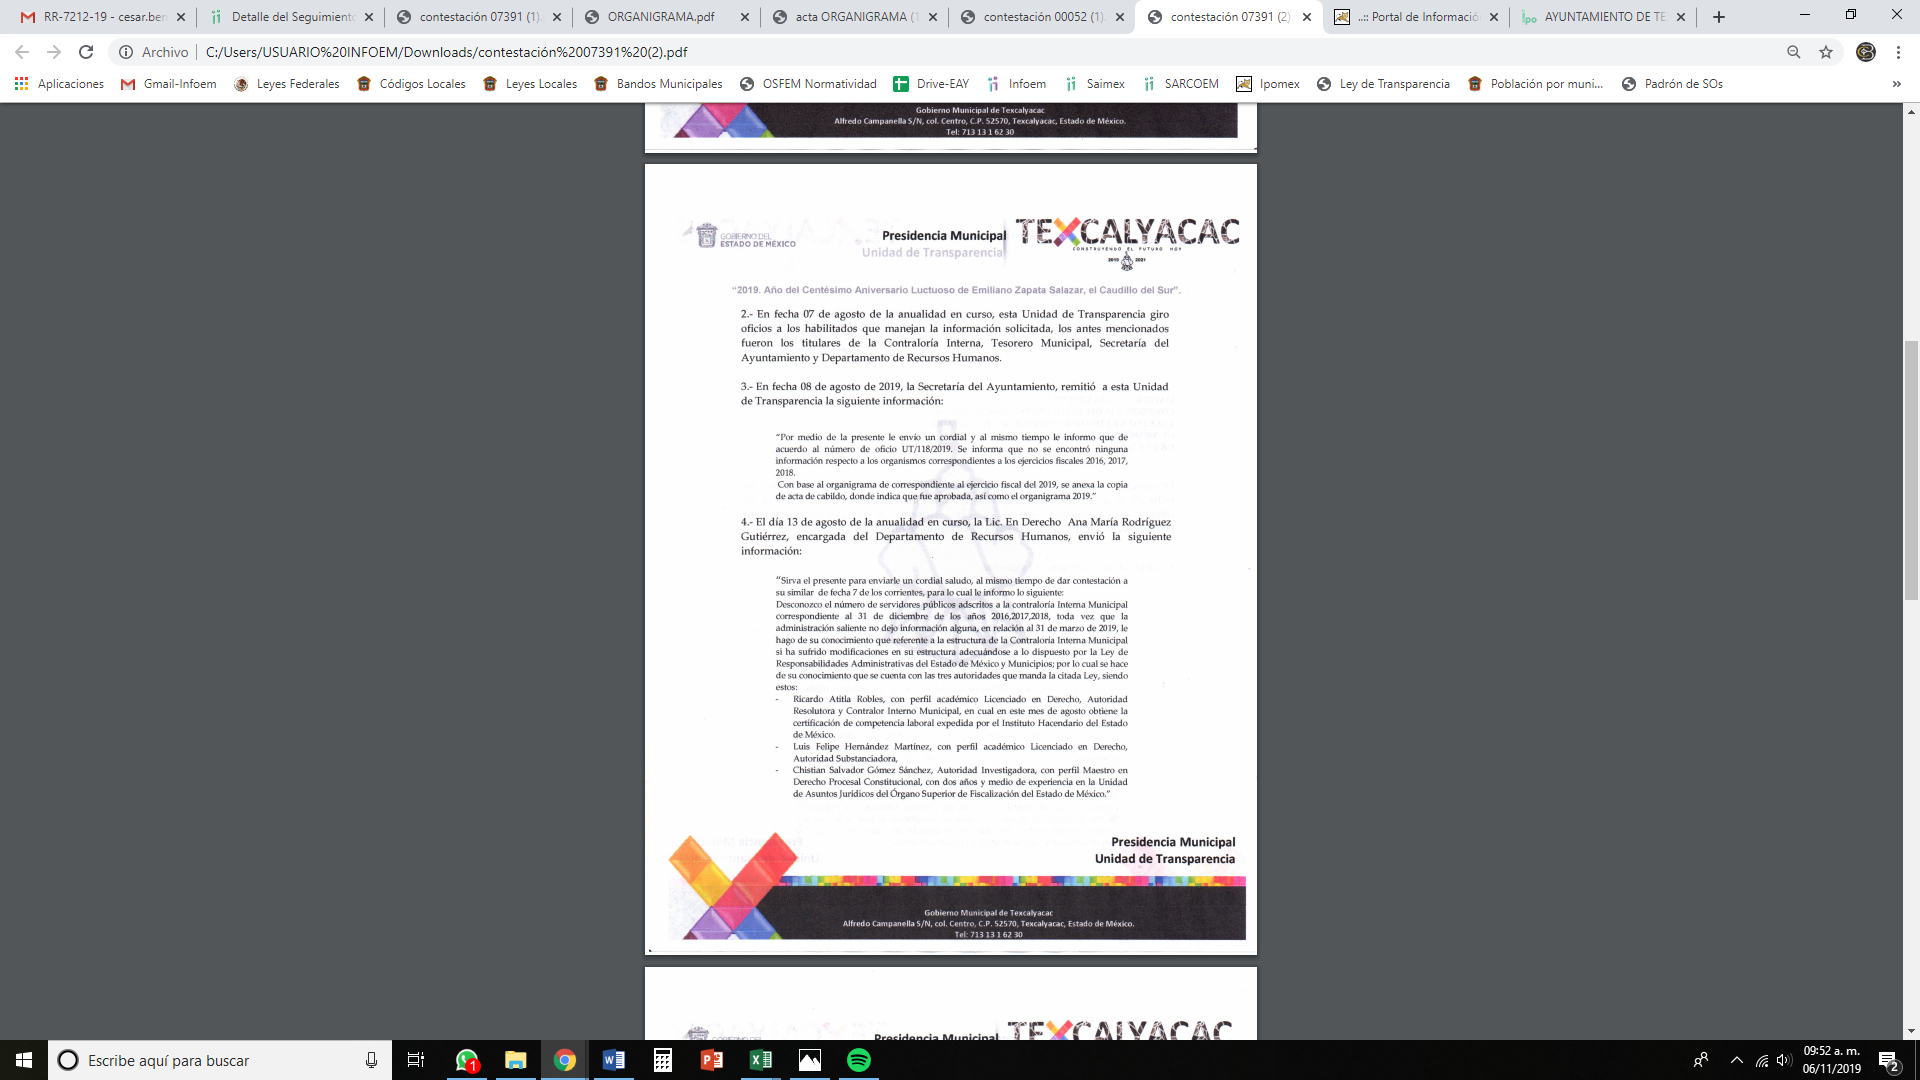 RR-7212-19 - cesar.ber
Detalle del Seguimiento
contestación 07391 (1)
ORGANIGRAMA.pdf
acta ORGANIGRAMA (1
contestación 00052 (1)
contestación 07391 (2)
..:: Portal de Informació
AYUNTAMIENTO DE TE
Archivo
C:/Users/USUARIO%20INFOEM/Downloads/contestación%2007391%20(2).pdf
Aplicaciones
Gmail-Infoem
Leyes Federales
Códigos Locales
Leyes Locales
Bandos Municipales
OSFEM Normatividad
Drive-EAY
Infoem
Saimex
SARCOEM
Ipomex
Ley de Transparencia
Población por muni...
Padrón de SOs
»
Gobierno Municipal de Texcalyacac
Alfredo Campanella S/N, col. Centro, C.P. 52570, Texcalyacac, Estado de México.
Tel: 713 13 1 62 30
GOBIERNO DEL
ESTADO DE MÉXICO
Presidencia Municipal
Unidad de Transparencia
TEXCALYACAC
CONSTRUYENDO EL FUTURO HOY
2019 2021
“2019. Año del Centésimo Aniversario Luctuoso de Emiliano Zapata Salazar, el Caudillo del Sur”.
2.- En fecha 07 de agosto de la anualidad en curso, esta Unidad de Transparencia giro
oficios a los habilitados que manejan la información solicitada, los antes mencionados
fueron los titulares de la Contraloría Interna, Tesorero Municipal, Secretaría del
Ayuntamiento y Departamento de Recursos Humanos.
3.- En fecha 08 de agosto de 2019, la Secretaría del Ayuntamiento, remitió a esta Unidad
de Transparencia la siguiente información:
“Por medio de la presente le envío un cordial y al mismo tiempo le informo que de
acuerdo al número de oficio UT/118/2019. Se informa que no se encontró ninguna
información respecto a los organismos correspondientes a los ejercicios fiscales 2016, 2017,
2018.
Con base al organigrama de correspondiente al ejercicio fiscal del 2019, se anexa la copia
de acta de cabildo, donde indica que fue aprobada, así como el organigrama 2019.”
4.- El día 13 de agosto de la anualidad en curso, la Lic. En Derecho Ana María Rodríguez
Gutiérrez, encargada del Departamento de Recursos Humanos, envió la siguiente
información:
“Sirva el presente para enviarle un cordial saludo, al mismo tiempo de dar contestación a
su similar de fecha 7 de los corrientes, para lo cual le informo lo siguiente:
Desconozco el número de servidores públicos adscritos a la contraloría Interna Municipal
correspondiente al 31 de diciembre de los años 2016,2017,2018, toda vez que la
administración saliente no dejo información alguna, en relación al 31 de marzo de 2019, le
hago de su conocimiento que referente a la estructura de la Contraloría Interna Municipal
si ha sufrido modificaciones en su estructura adecuándose a lo dispuesto por la Ley de
Responsabilidades Administrativas del Estado de México y Municipios; por lo cual se hace
de su conocimiento que se cuenta con las tres autoridades que manda la citada Ley, siendo
estos:
- Ricardo Atitla Robles, con perfil académico Licenciado en Derecho, Autoridad
Resolutora y Contralor Interno Municipal, en cual en este mes de agosto obtiene la
certificación de competencia laboral expedida por el Instituto Hacendario del Estado
de México.
- Luis Felipe Hernández Martínez, con perfil académico Licenciado en Derecho,
Autoridad Substanciadora,
- Chistian Salvador Gómez Sánchez, Autoridad Investigadora, con perfil Maestro en
Derecho Procesal Constitucional, con dos años y medio de experiencia en la Unidad
de Asuntos Jurídicos del Órgano Superior de Fiscalización del Estado de México.”
Presidencia Municipal
Unidad de Transparencia
Gobierno Municipal de Texcalyacac
Alfredo Campanella S/N, col. Centro, C.P. 52570, Texcalyacac, Estado de México.
Tel: 713 13 1 62 30
Presidencia Municipal
TEXCALYACAC
Escribe aquí para buscar
1
09:52 a. m.
06/11/2019
2